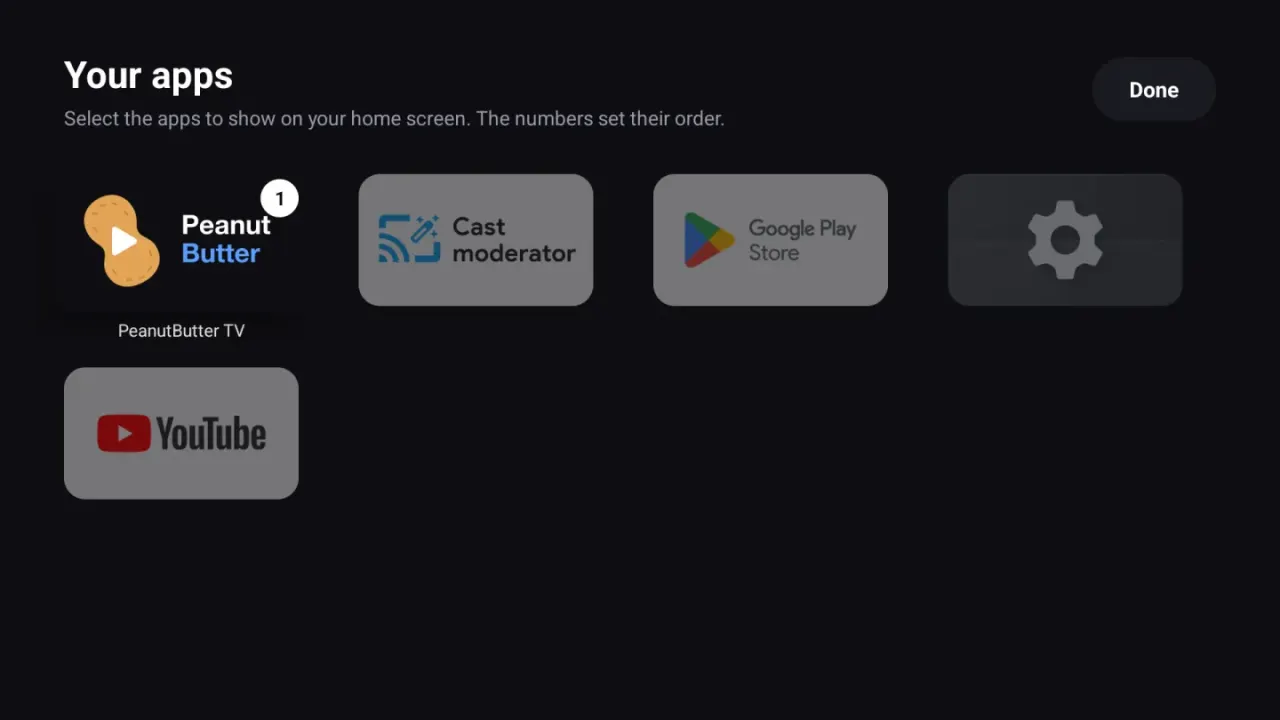 Your apps
Done
Select the apps to show on your home screen. The numbers set their order.
1
Peanut
Butter
Cast
moderator
Google Play
Store
PeanutButter TV
YouTube